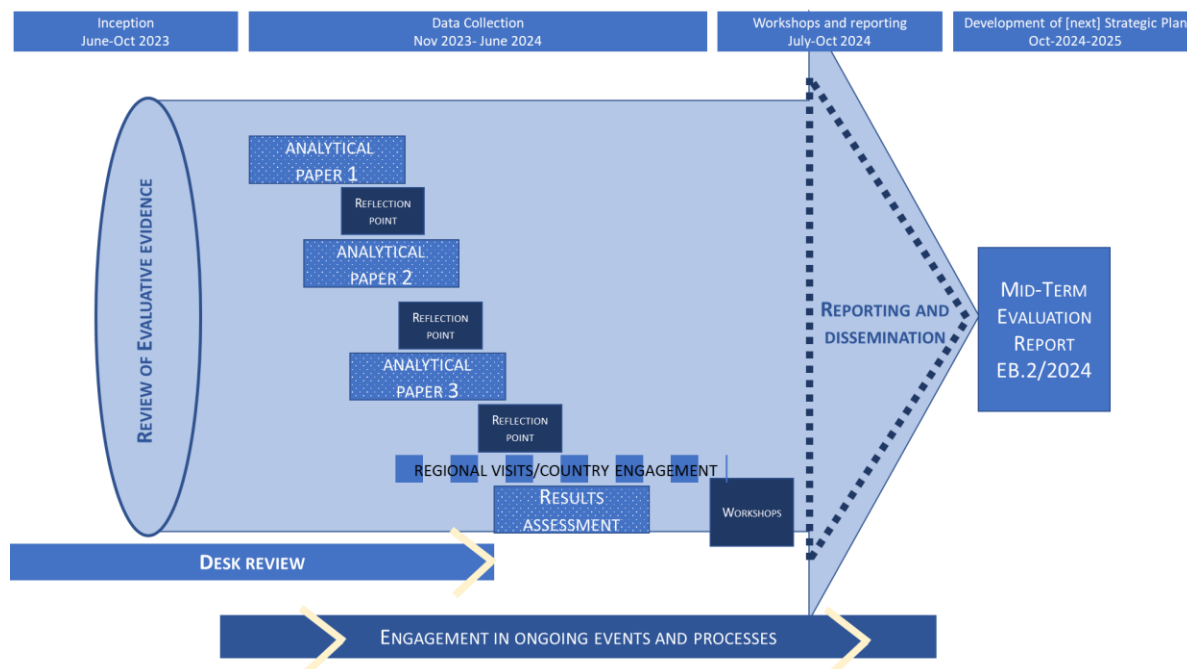 Inception
June-Oct 2023
Data Collection
Nov 2023- June 2024
Workshops and reporting
July-Oct 2024
Development of [next] Strategic Plan
Oct-2024-2025
REVIEW OF EVALUATIVE EVIDENCE
ANALYTICAL
PAPER 1
REFLECTION
POINT
ANALYTICAL
PAPER 2
REFLECTION
POINT
ANALYTICAL
PAPER 3
REFLECTION
POINT
REGIONAL VISITS/COUNTRY ENGAGEMENT
RESULTS
ASSESSMENT
WORKSHOPS
REPORTING AND
DISSEMINATION
MID-TERM
EVALUATION
REPORT
EB.2/2024
DESK REVIEW
ENGAGEMENT IN ONGOING EVENTS AND PROCESSES